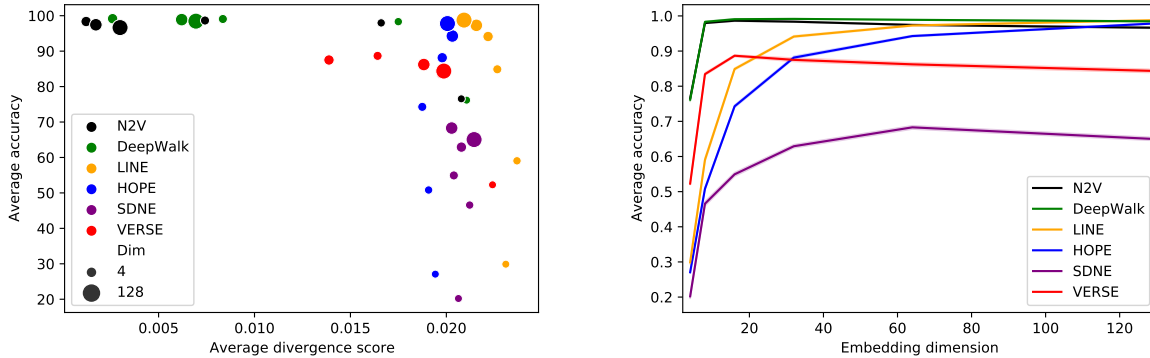 100
90
80
70
60
50
40
30
20
Average accuracy
N2V
DeepWalk
LINE
HOPE
SDNE
VERSE
Dim
4
128
0.005
0.010
0.015
0.020
Average divergence score
1.0
0.9
0.8
0.7
0.6
0.5
0.4
0.3
0.2
Average accuracy
N2V
DeepWalk
LINE
HOPE
SDNE
VERSE
20
40
60
80
100
120
Embedding dimension